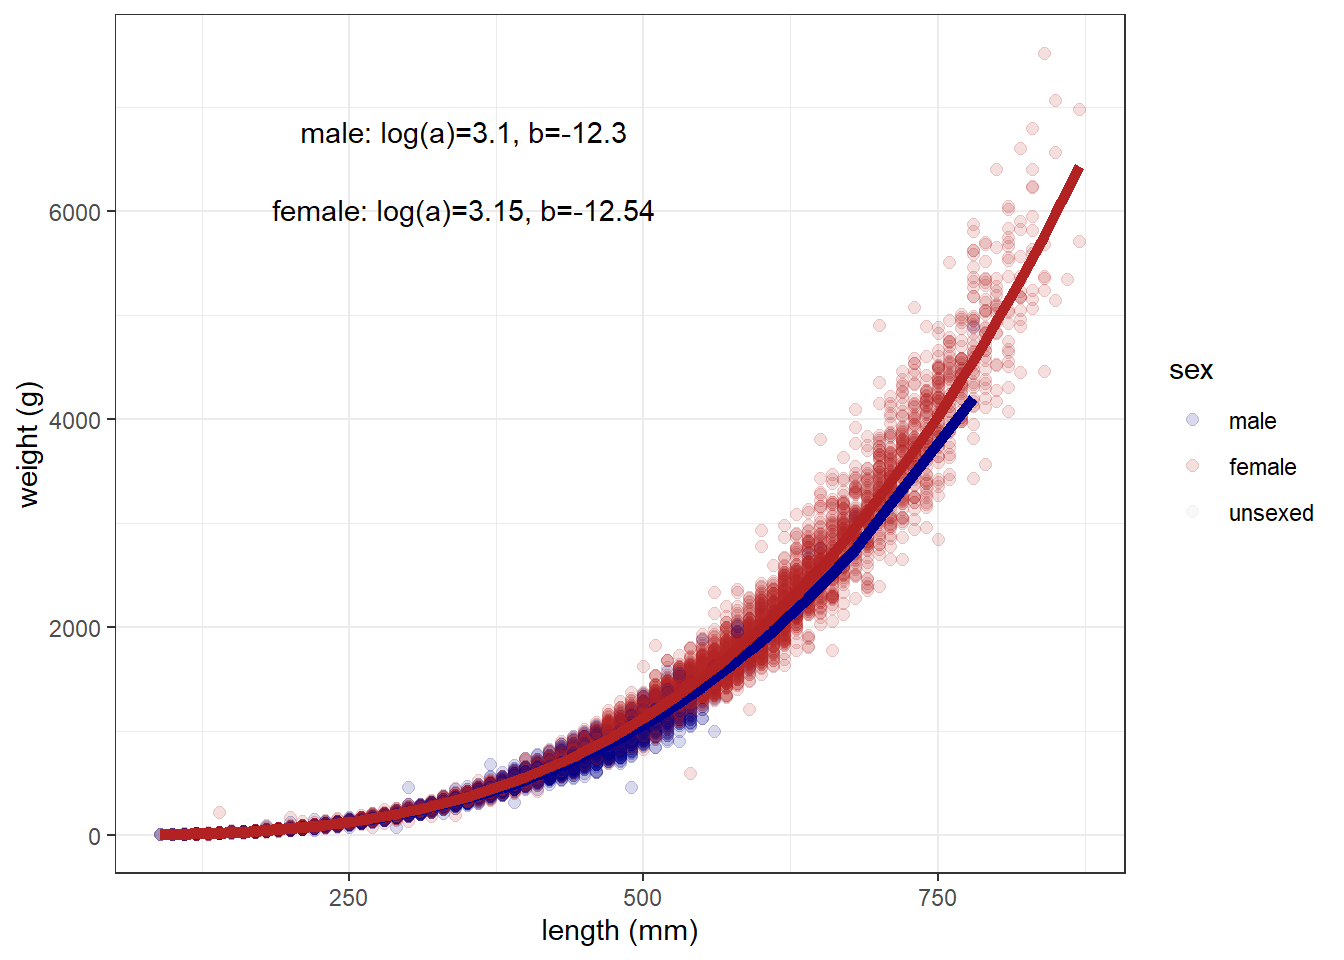 male: log(a)=3.1, b=-12.3
female: log(a)=3.15, b=-12.54
6000
4000
2000
0
weight (g)
250
500
750
length (mm)
sex
male
female
unsexed